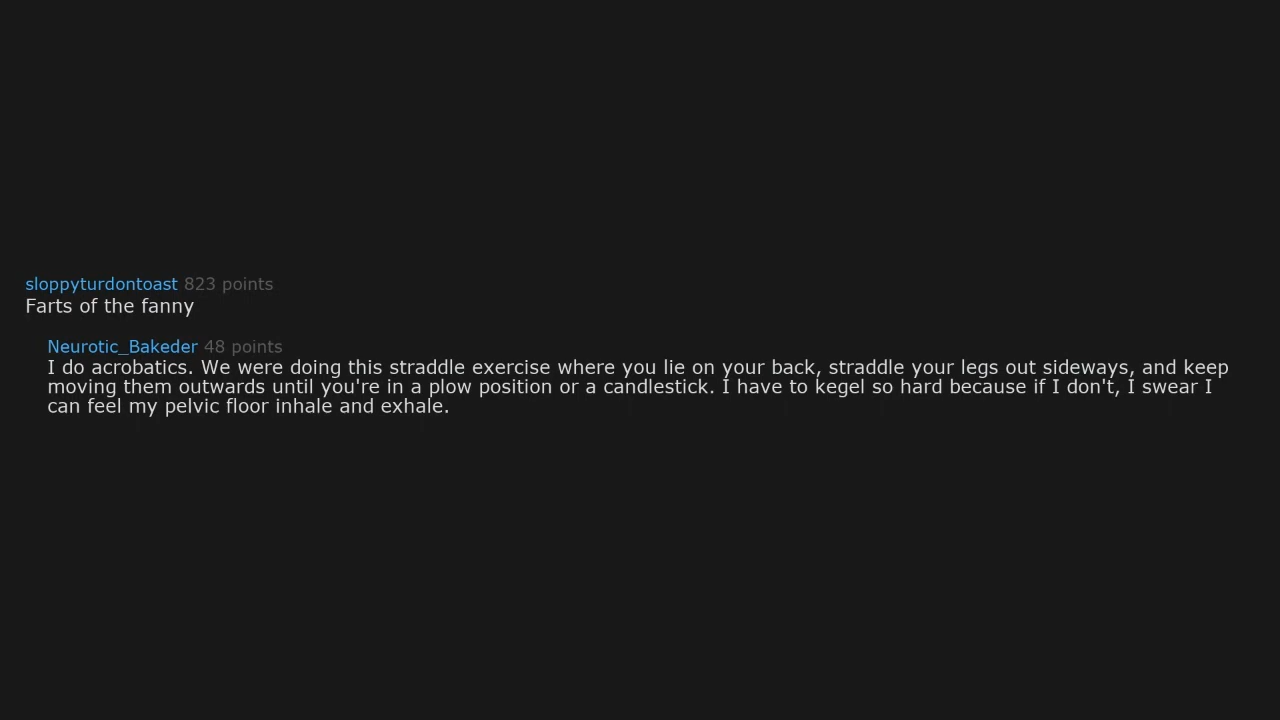 sloppyturdontoast 823 points
Farts of the fanny
Neurotic_Bakeder 48 points
I do acrobatics. We were doing this straddle exercise where you lie on your back, straddle your legs out sideways, and keep
moving them outwards until you're in a plow position or a candlestick. I have to kegel so hard because if I don't, I swear I
can feel my pelvic floor inhale and exhale.